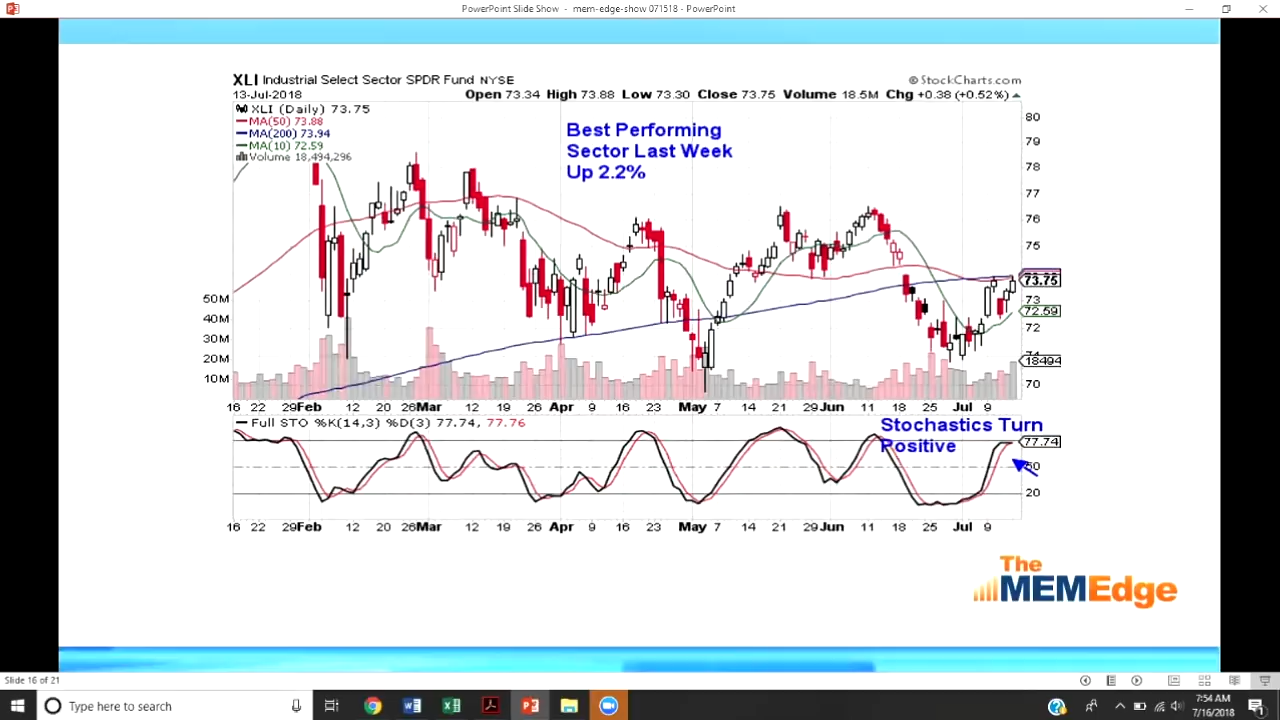 PowerPoint Slide Show - mem-edge-show 071518 - PowerPoint
XLI Industrial Select Sector SPDR Fund NYSE
© StockCharts.com
13-Jul-2018
Open 73.34 High 73.88 Low 73.30 Close 73.75 Volume 18.5M Chg +0.38 (+0.52%)
XLI (Daily) 73.75
MA(50) 73.88
MA(200) 73.94
MA(10) 72.59
Volume 18,494,296
Best Performing
Sector Last Week
Up 2.2%
80
79
78
77
76
75
73.75
73
72.59
72
71
18494
70
50M
40M
30M
20M
10M
16 22 29 Feb 12 20 26 Mar 12 19 26 Apr 9 16 23 May 7 14 21 29 Jun 11 18 25 Jul 9
Full STO %K(14,3) %D(3) 77.74, 77.76
Stochastics Turn
Positive
77.74
50
20
16 22 29 Feb 12 20 26 Mar 12 19 26 Apr 9 16 23 May 7 14 21 29 Jun 11 18 25 Jul 9
The
MEMEdge
Slide 16 of 21
Type here to search
7:54 AM
7/16/2018